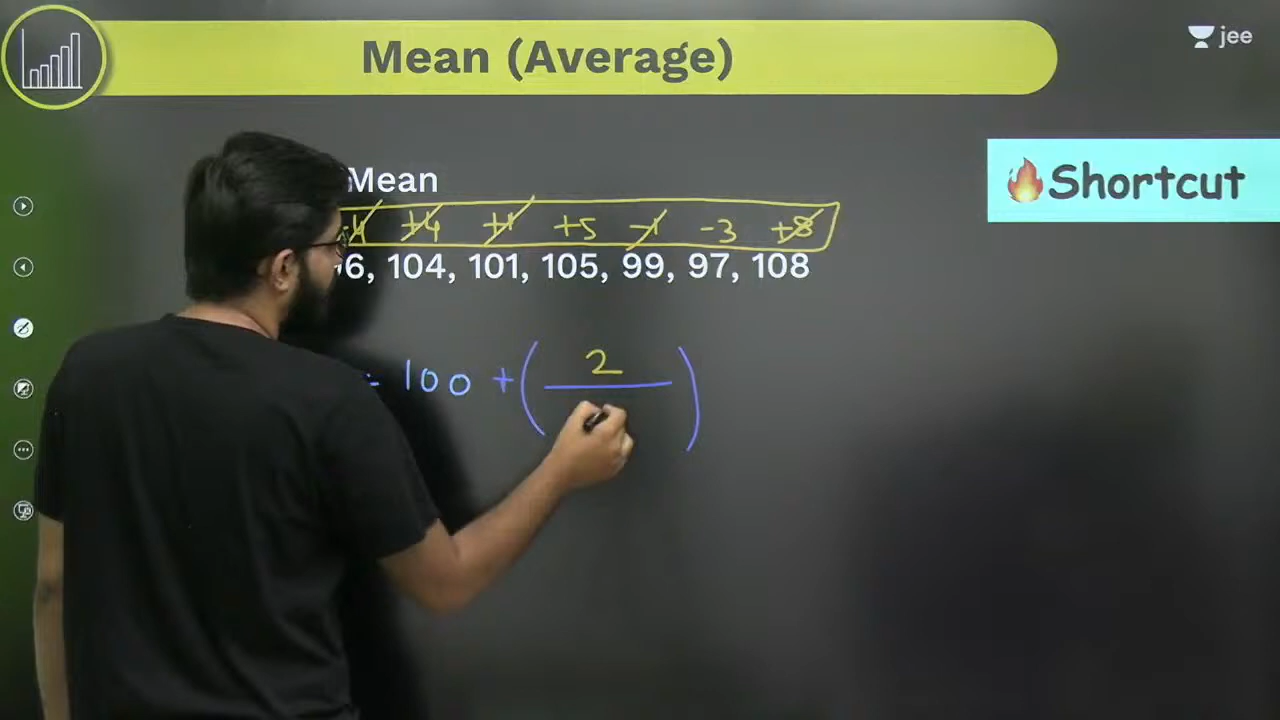 Mean (Average)
jee
Mean
Shortcut
+4 +1 +5 -1 -3 +8
6, 104, 101, 105, 99, 97, 108
= 100 + ( 2 )